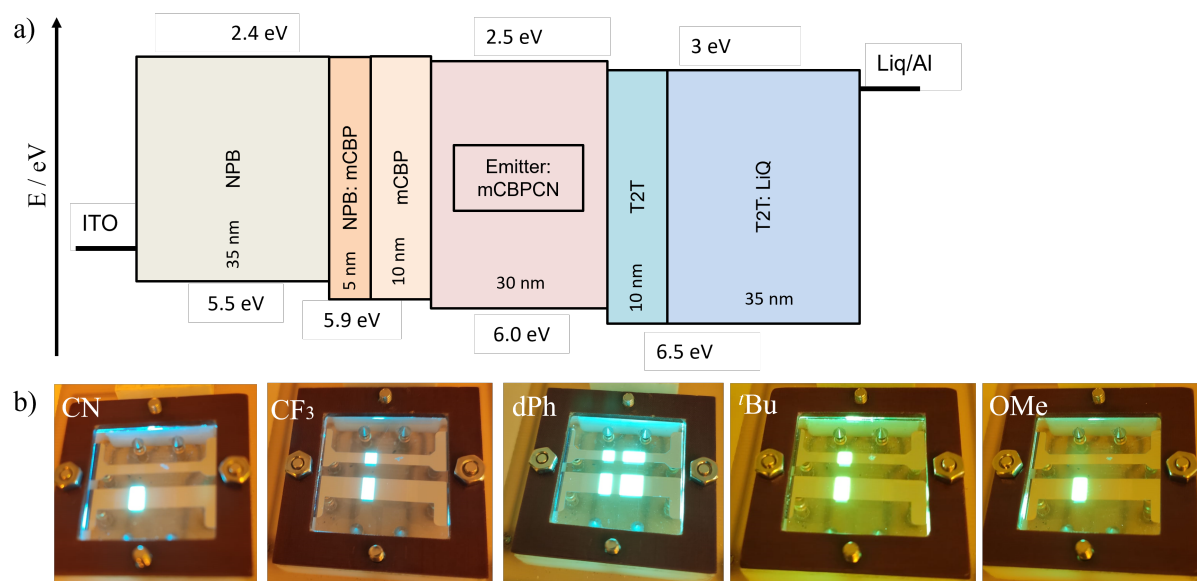 a)
E / eV
2.4 eV
2.5 eV
3 eV
Liq/Al
ITO
NPB
35 nm
NPB: mCBP
5 nm
mCBP
10 nm
Emitter:
mCBPCN
30 nm
T2T
10 nm
T2T: LiQ
35 nm
5.5 eV
5.9 eV
6.0 eV
6.5 eV
b)
CN
CF₃
dPh
ᵗBu
OMe